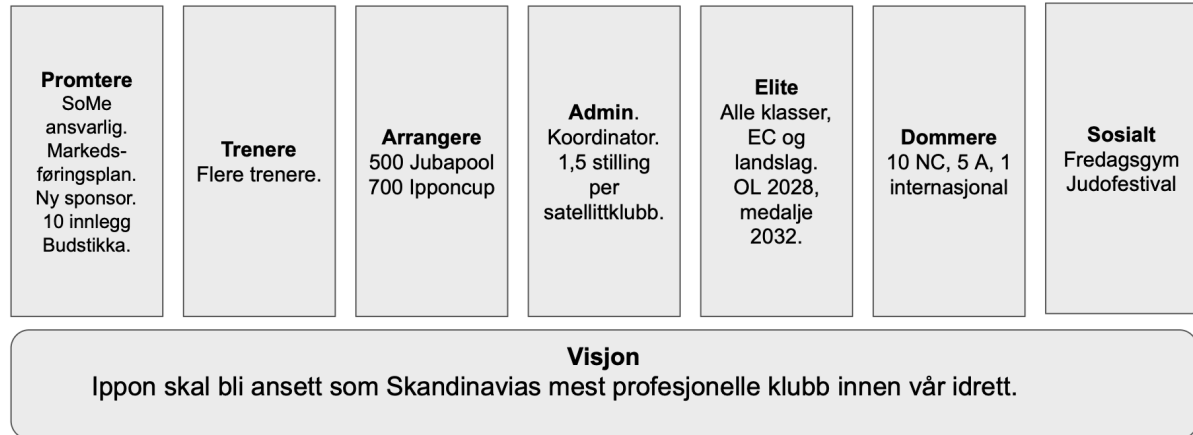 Promtere
SoMe
ansvarlig.
Markeds-
føringsplan.
Ny sponsor.
10 innlegg
Budstikka.
Trenere
Flere trenere.
Arrangere
500 Jubapool
700 Ipponcup
Admin.
Koordinator.
1,5 stilling
per
satellittklubb.
Elite
Alle klasser,
EC og
landslag.
OL 2028,
medalje
2032.
Dommere
10 NC, 5 A, 1
internasjonal
Sosialt
Fredagsgym
Judofestival
Visjon
Ippon skal bli ansett som Skandinavias mest profesjonelle klubb innen vår idrett.